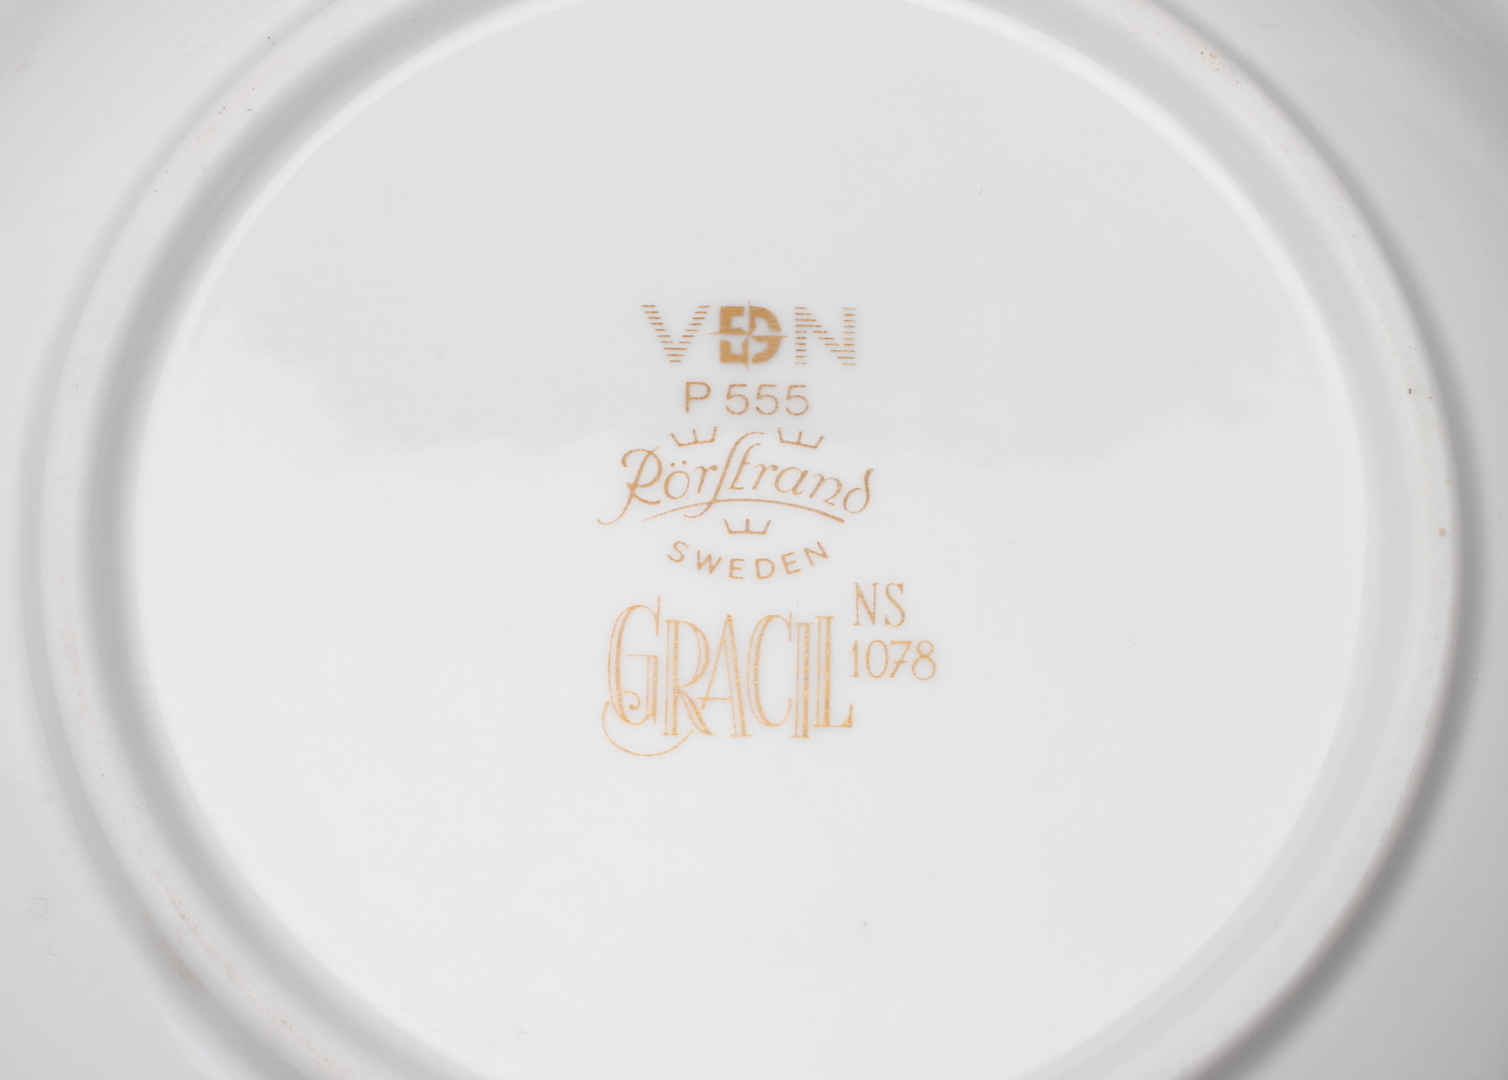 VDN
P 555
Rörstrand
SWEDEN
GRACIL NS
1078